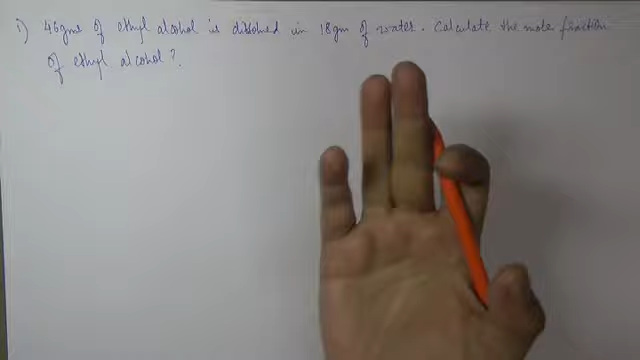 1) 46gms of ethyl alcohol is dissolved in 18gm of water. Calculate the mole fraction
of ethyl alcohol?